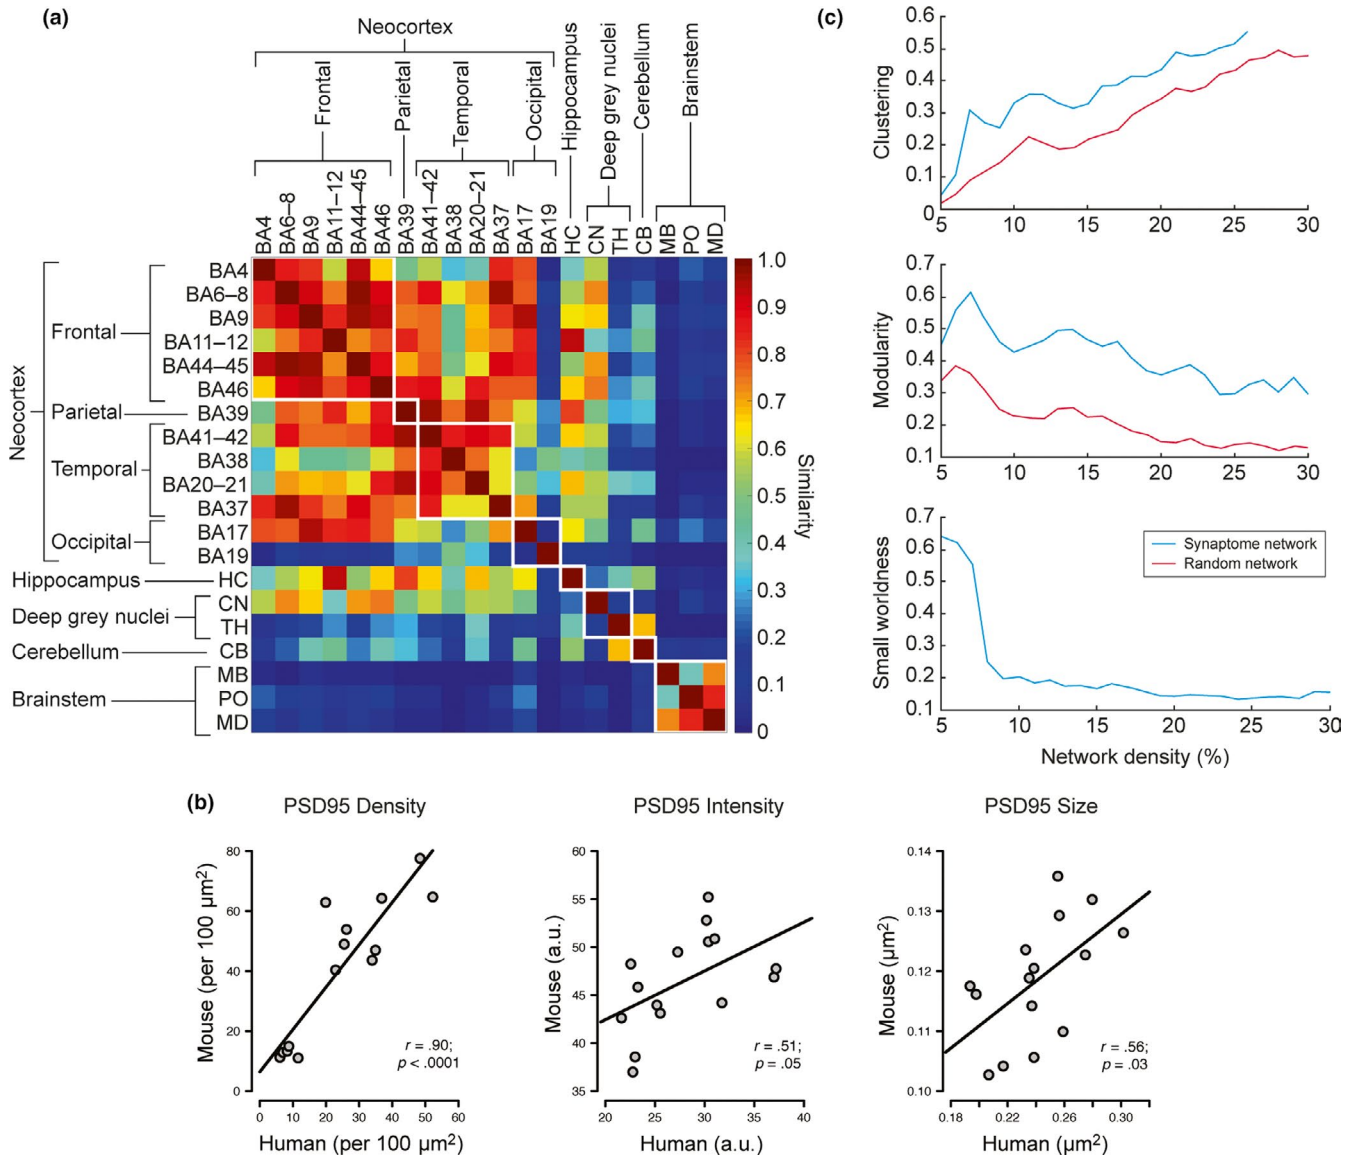 (a)
Neocortex
Frontal
Parietal
Temporal
Occipital
Hippocampus
Deep grey nuclei
Cerebellum
Brainstem
BA4
BA6–8
BA9
BA11–12
BA44–45
BA46
BA39
BA41–42
BA38
BA20–21
BA37
BA17
BA19
HC
CN
TH
CB
MB
PO
MD
Neocortex
Frontal
Parietal
Temporal
Occipital
Hippocampus
Deep grey nuclei
Cerebellum
Brainstem
BA4
BA6–8
BA9
BA11–12
BA44–45
BA46
BA39
BA41–42
BA38
BA20–21
BA37
BA17
BA19
HC
CN
TH
CB
MB
PO
MD
1.0
0.9
0.8
0.7
0.6
0.5
0.4
0.3
0.2
0.1
0
Similarity
(c)
Clustering
0.6
0.5
0.4
0.3
0.2
0.1
0
5 10 15 20 25 30
Modularity
0.7
0.6
0.5
0.4
0.3
0.2
0.1
5 10 15 20 25 30
Small worldness
0.7
0.6
0.5
0.4
0.3
0.2
0.1
5 10 15 20 25 30
Synaptome network
Random network
Network density (%)
(b)
PSD95 Density
Mouse (per 100 µm²)
80
60
40
20
0
r = .90;
p < .0001
0 10 20 30 40 50 60
Human (per 100 µm²)
PSD95 Intensity
Mouse (a.u.)
60
55
50
45
40
35
r = .51;
p = .05
20 25 30 35 40
Human (a.u.)
PSD95 Size
Mouse (µm²)
0.14
0.13
0.12
0.11
0.10
r = .56;
p = .03
0.18 0.22 0.26 0.30
Human (µm²)